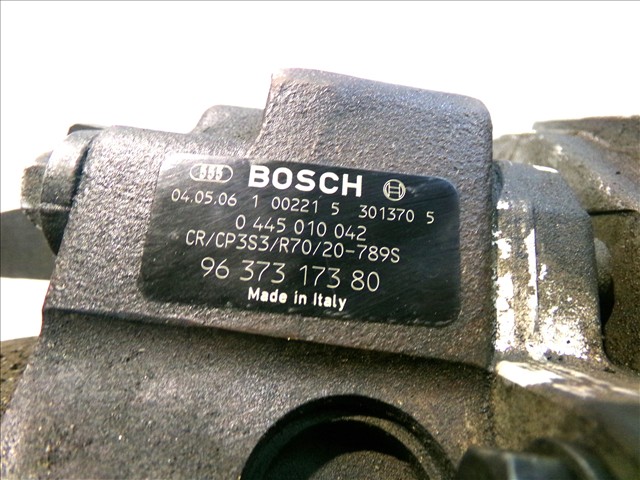 555 BOSCH
04.05.06 1 00221 5 301370 5
0 445 010 042
CR/CP3S3/R70/20-789S
96 373 173 80
Made in Italy